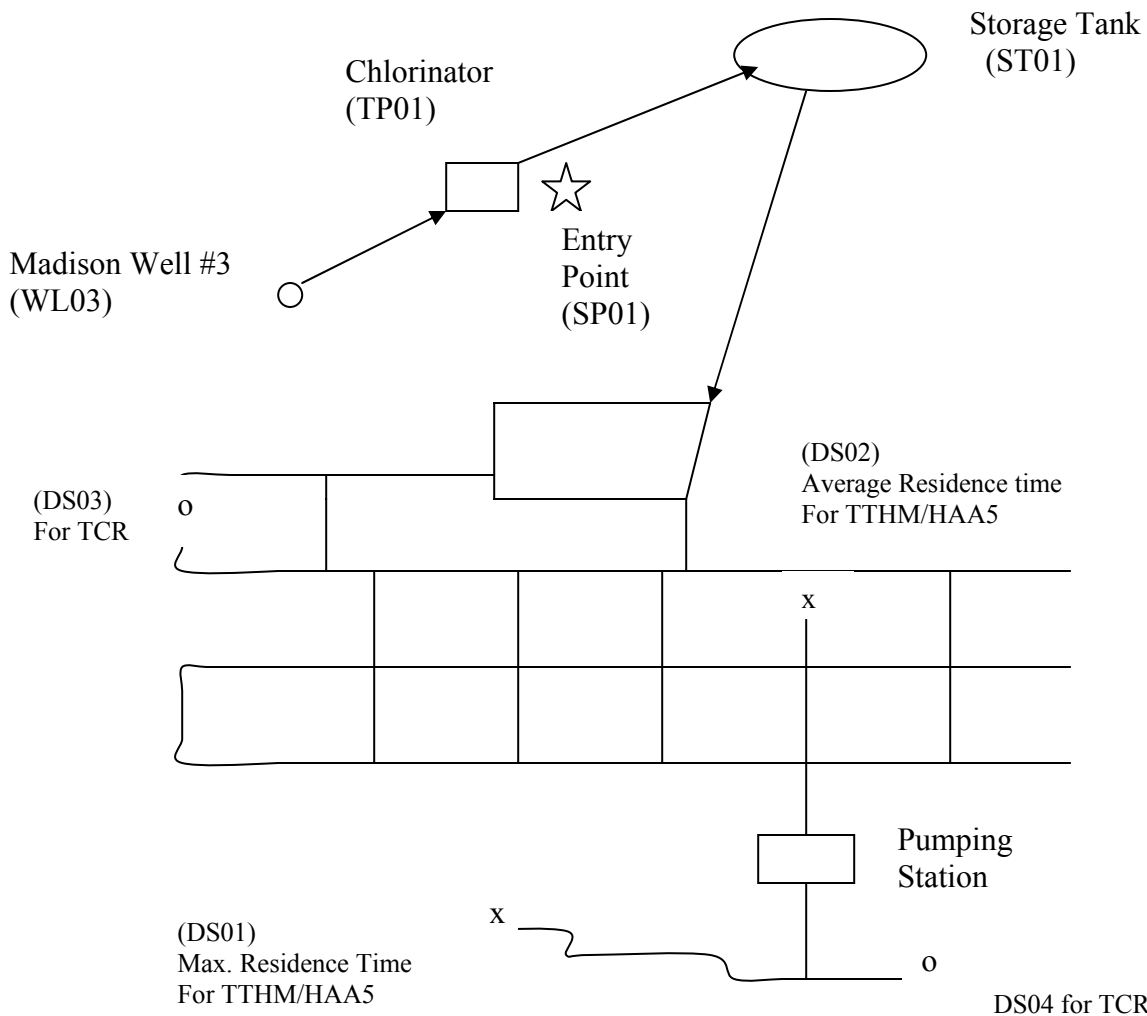 Storage Tank
(ST01)
Chlorinator
(TP01)
Entry
Point
(SP01)
Madison Well #3
(WL03)
(DS02)
Average Residence time
For TTHM/HAA5
(DS03)
For TCR
o
x
Pumping
Station
x
(DS01)
Max. Residence Time
For TTHM/HAA5
o
DS04 for TCR